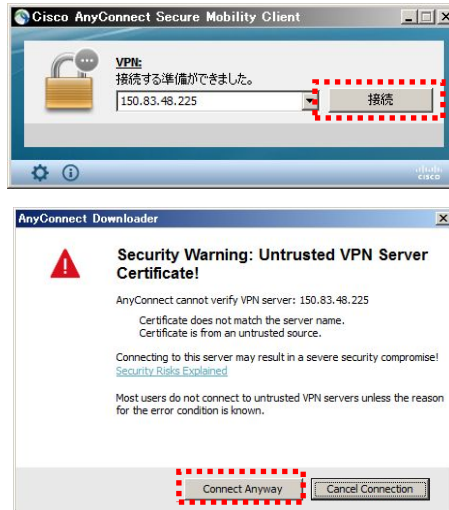 Cisco AnyConnect Secure Mobility Client
VPN:
接続する準備ができました。
150.83.48.225
接続
cisco
AnyConnect Downloader
Security Warning: Untrusted VPN Server
Certificate!
AnyConnect cannot verify VPN server: 150.83.48.225
Certificate does not match the server name.
Certificate is from an untrusted source.
Connecting to this server may result in a severe security compromise!
Security Risks Explained
Most users do not connect to untrusted VPN servers unless the reason
for the error condition is known.
Connect Anyway
Cancel Connection